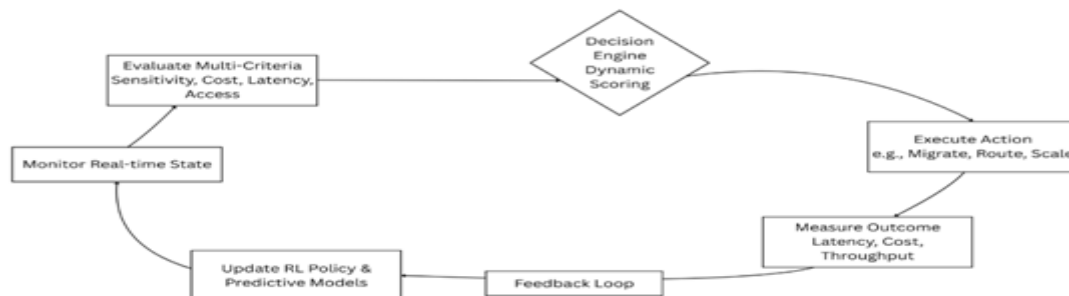 Evaluate Multi-Criteria
Sensitivity, Cost, Latency,
Access
Decision
Engine
Dynamic
Scoring
Execute Action
e.g., Migrate, Route, Scale
Monitor Real-time State
Measure Outcome
Latency, Cost,
Throughput
Update RL Policy &
Predictive Models
Feedback Loop